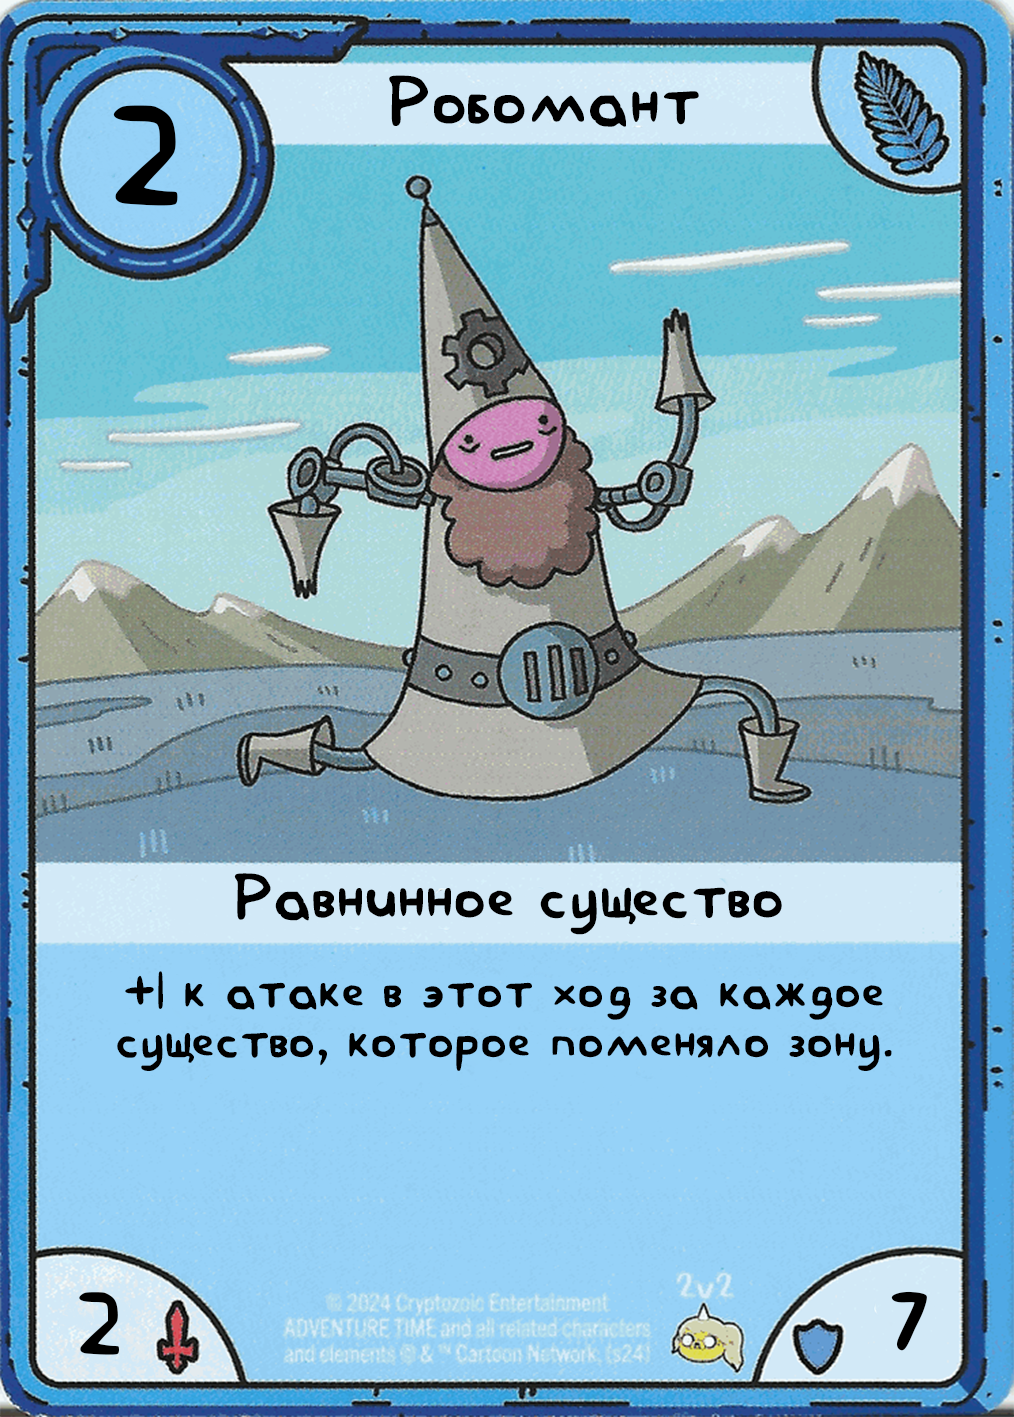 2
Робомант
Равнинное существо
+1 к атаке в этот ход за каждое
существо, которое поменяло зону.
2v2
© 2024 Cryptozoic Entertainment
ADVENTURE TIME and all related characters
and elements © & ™ Cartoon Network. (s24)
2
7